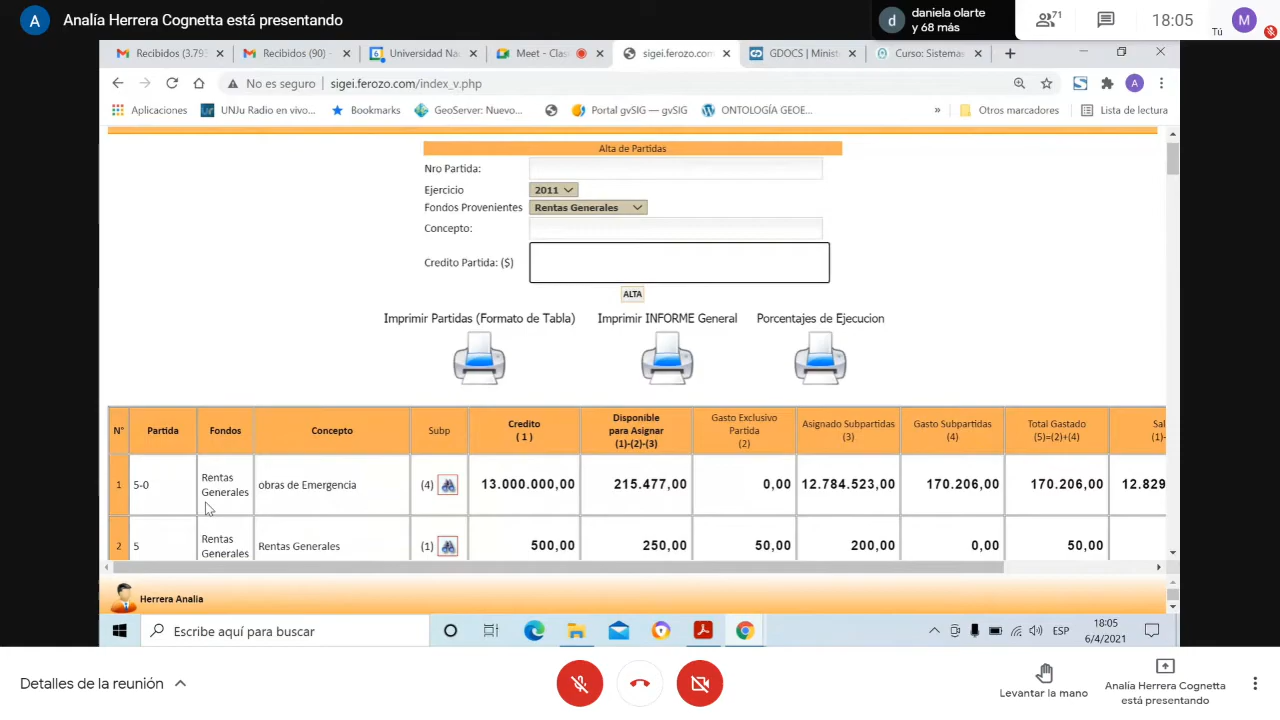 A Analía Herrera Cognetta está presentando
d daniela olarte
y 68 más
71
18:05
Tú
M
Recibidos (3.793
Recibidos (90) -
6 Universidad Na
Meet - Clas
sigei.ferozo.com
GDOCS | Minist
Curso: Sistemas
No es seguro | sigei.ferozo.com/index_v.php
A
Aplicaciones
UNJu Radio en vivo...
Bookmarks
GeoServer: Nuevo...
Portal gvSIG — gvSIG
ONTOLOGÍA GEOE...
»
Otros marcadores
Lista de lectura
Alta de Partidas
Nro Partida:
Ejercicio 2011
Fondos Provenientes Rentas Generales
Concepto:
Credito Partida: ($)
ALTA
Imprimir Partidas (Formato de Tabla)
Imprimir INFORME General
Porcentajes de Ejecucion
N°
Partida
Fondos
Concepto
Subp
Credito
( 1 )
Disponible
para Asignar
(1)-(2)-(3)
Gasto Exclusivo
Partida
(2)
Asignado Subpartidas
(3)
Gasto Subpartidas
(4)
Total Gastado
(5)=(2)+(4)
Sal
(1)-
1
5-0
Rentas
Generales
obras de Emergencia
(4)
13.000.000,00
215.477,00
0,00
12.784.523,00
170.206,00
170.206,00
12.829
2
5
Rentas
Generales
Rentas Generales
(1)
500,00
250,00
50,00
200,00
0,00
50,00
Herrera Analia
Escribe aquí para buscar
ESP
18:05
6/4/2021
Detalles de la reunión
Levantar la mano
Analía Herrera Cognetta
está presentando